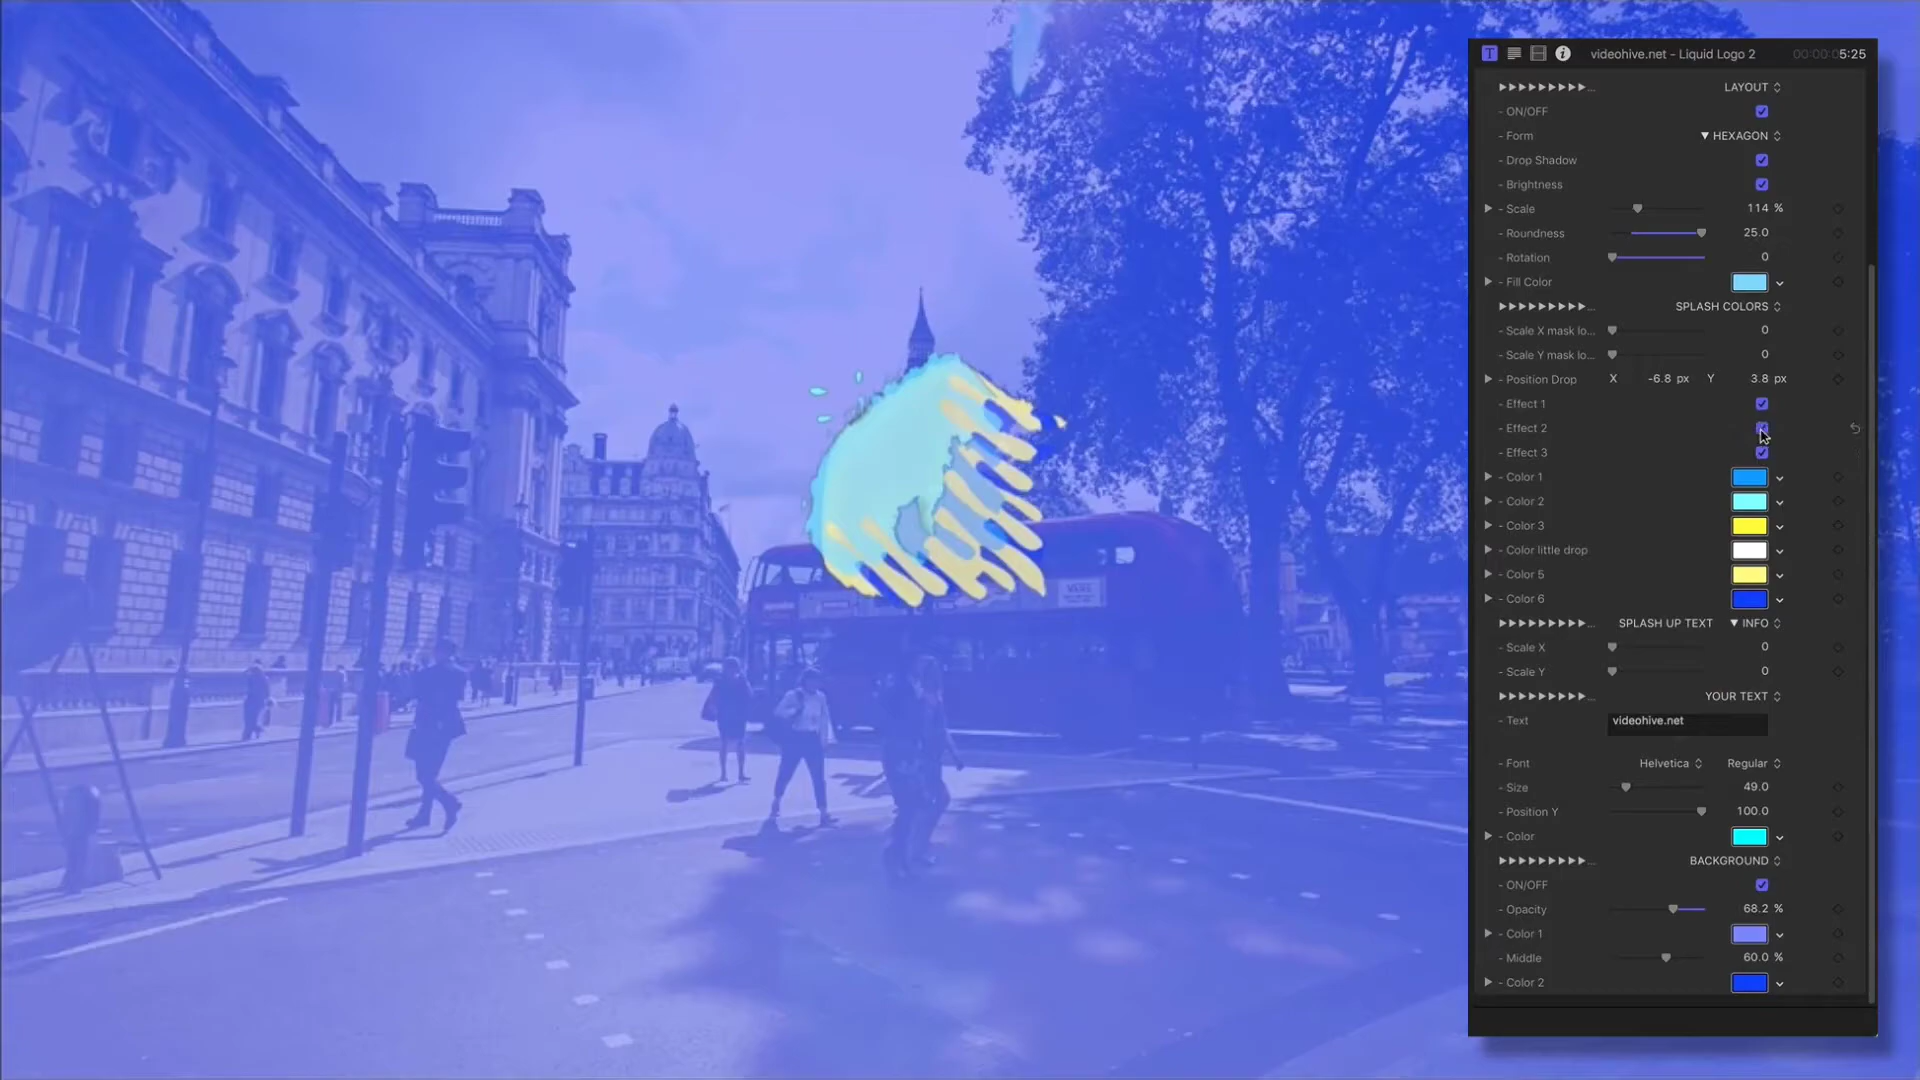 T i videohive.net - Liquid Logo 2 00:00:05:25
▶▶▶▶▶▶▶▶▶... LAYOUT
- ON/OFF
- Form ▼ HEXAGON
- Drop Shadow
- Brightness
- Scale 114 %
- Roundness 25.0
- Rotation 0
- Fill Color
▶▶▶▶▶▶▶▶▶... SPLASH COLORS
- Scale X mask lo... 0
- Scale Y mask lo... 0
- Position Drop X -6.8 px Y 3.8 px
- Effect 1
- Effect 2
- Effect 3
- Color 1
- Color 2
- Color 3
- Color little drop
- Color 5
- Color 6
▶▶▶▶▶▶▶▶▶... SPLASH UP TEXT ▼ INFO
- Scale X 0
- Scale Y 0
▶▶▶▶▶▶▶▶▶... YOUR TEXT
- Text videohive.net
- Font Helvetica Regular
- Size 49.0
- Position Y 100.0
- Color
▶▶▶▶▶▶▶▶▶... BACKGROUND
- ON/OFF
- Opacity 68.2 %
- Color 1
- Middle 60.0 %
- Color 2